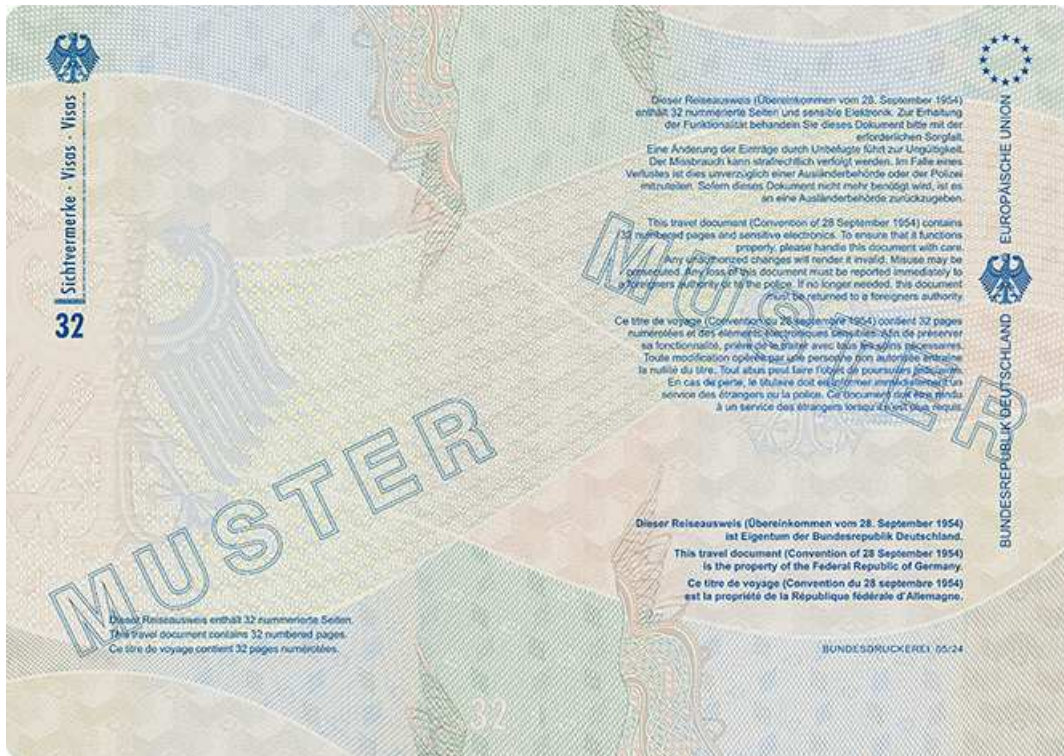 Sichtvermerke · Visas · Visas
32
MUSTER
Dieser Reiseausweis enthält 32 nummerierte Seiten.
This travel document contains 32 numbered pages.
Ce titre de voyage contient 32 pages numérotées.
32
Dieser Reiseausweis (Übereinkommen vom 28. September 1954)
enthält 32 nummerierte Seiten und sensible Elektronik. Zur Erhaltung
der Funktionalität behandeln Sie dieses Dokument bitte mit der
erforderlichen Sorgfalt.
Eine Änderung der Einträge durch Unbefugte führt zur Ungültigkeit.
Der Missbrauch kann strafrechtlich verfolgt werden. Im Falle eines
Verlustes ist dies unverzüglich einer Ausländerbehörde oder der Polizei
mitzuteilen. Sofern dieses Dokument nicht mehr benötigt wird, ist es
an eine Ausländerbehörde zurückzugeben.
This travel document (Convention of 28 September 1954) contains
32 numbered pages and sensitive electronics. To ensure that it functions
properly, please handle this document with care.
Any unauthorized changes will render it invalid. Misuse may be
prosecuted. Any loss of this document must be reported immediately to
a foreigners authority or to the police. If no longer needed, this document
must be returned to a foreigners authority.
Ce titre de voyage (Convention du 28 septembre 1954) contient 32 pages
numérotées et des éléments électroniques sensibles. Afin de préserver
sa fonctionnalité, prière de le traiter avec tous les soins nécessaires.
Toute modification opérée par une personne non autorisée entraîne
la nullité du titre. Tout abus peut faire l'objet de poursuites judiciaires.
En cas de perte, le titulaire doit en informer immédiatement un
service des étrangers ou la police. Ce document doit être rendu
à un service des étrangers lorsqu'il n'est plus requis.
MUSTER
Dieser Reiseausweis (Übereinkommen vom 28. September 1954)
ist Eigentum der Bundesrepublik Deutschland.
This travel document (Convention of 28 September 1954)
is the property of the Federal Republic of Germany.
Ce titre de voyage (Convention du 28 septembre 1954)
est la propriété de la République fédérale d'Allemagne.
BUNDESDRUCKEREI 05/24
BUNDESREPUBLIK DEUTSCHLAND EUROPÄISCHE UNION